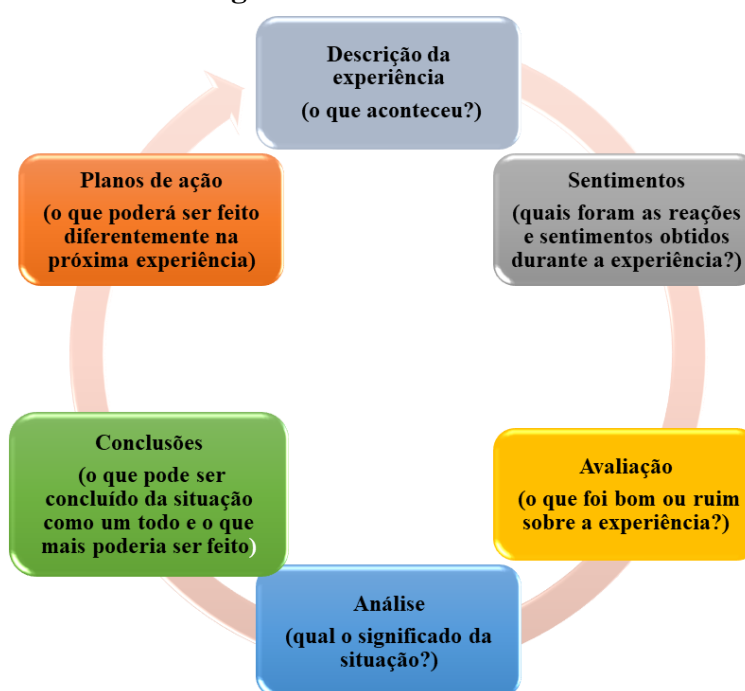 Descrição da
experiência
(o que aconteceu?)
Sentimentos
(quais foram as reações
e sentimentos obtidos
durante a experiência?)
Avaliação
(o que foi bom ou ruim
sobre a experiência?)
Análise
(qual o significado da
situação?)
Conclusões
(o que pode ser
concluído da situação
como um todo e o que
mais poderia ser feito)
Planos de ação
(o que poderá ser feito
diferentemente na
próxima experiência)